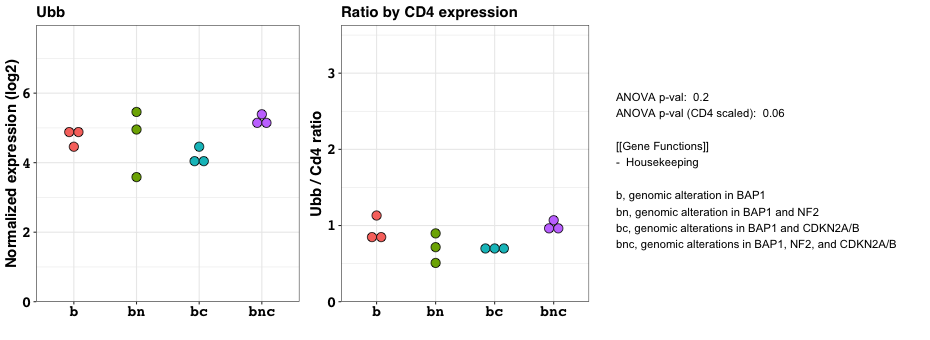 Ubb
Normalized expression (log2)
6
4
2
0
b bn bc bnc
Ratio by CD4 expression
Ubb / Cd4 ratio
3
2
1
0
b bn bc bnc
ANOVA p-val:  0.2
ANOVA p-val (CD4 scaled):  0.06
[[Gene Functions]]
-  Housekeeping
b, genomic alteration in BAP1
bn, genomic alteration in BAP1 and NF2
bc, genomic alterations in BAP1 and CDKN2A/B
bnc, genomic alterations in BAP1, NF2, and CDKN2A/B